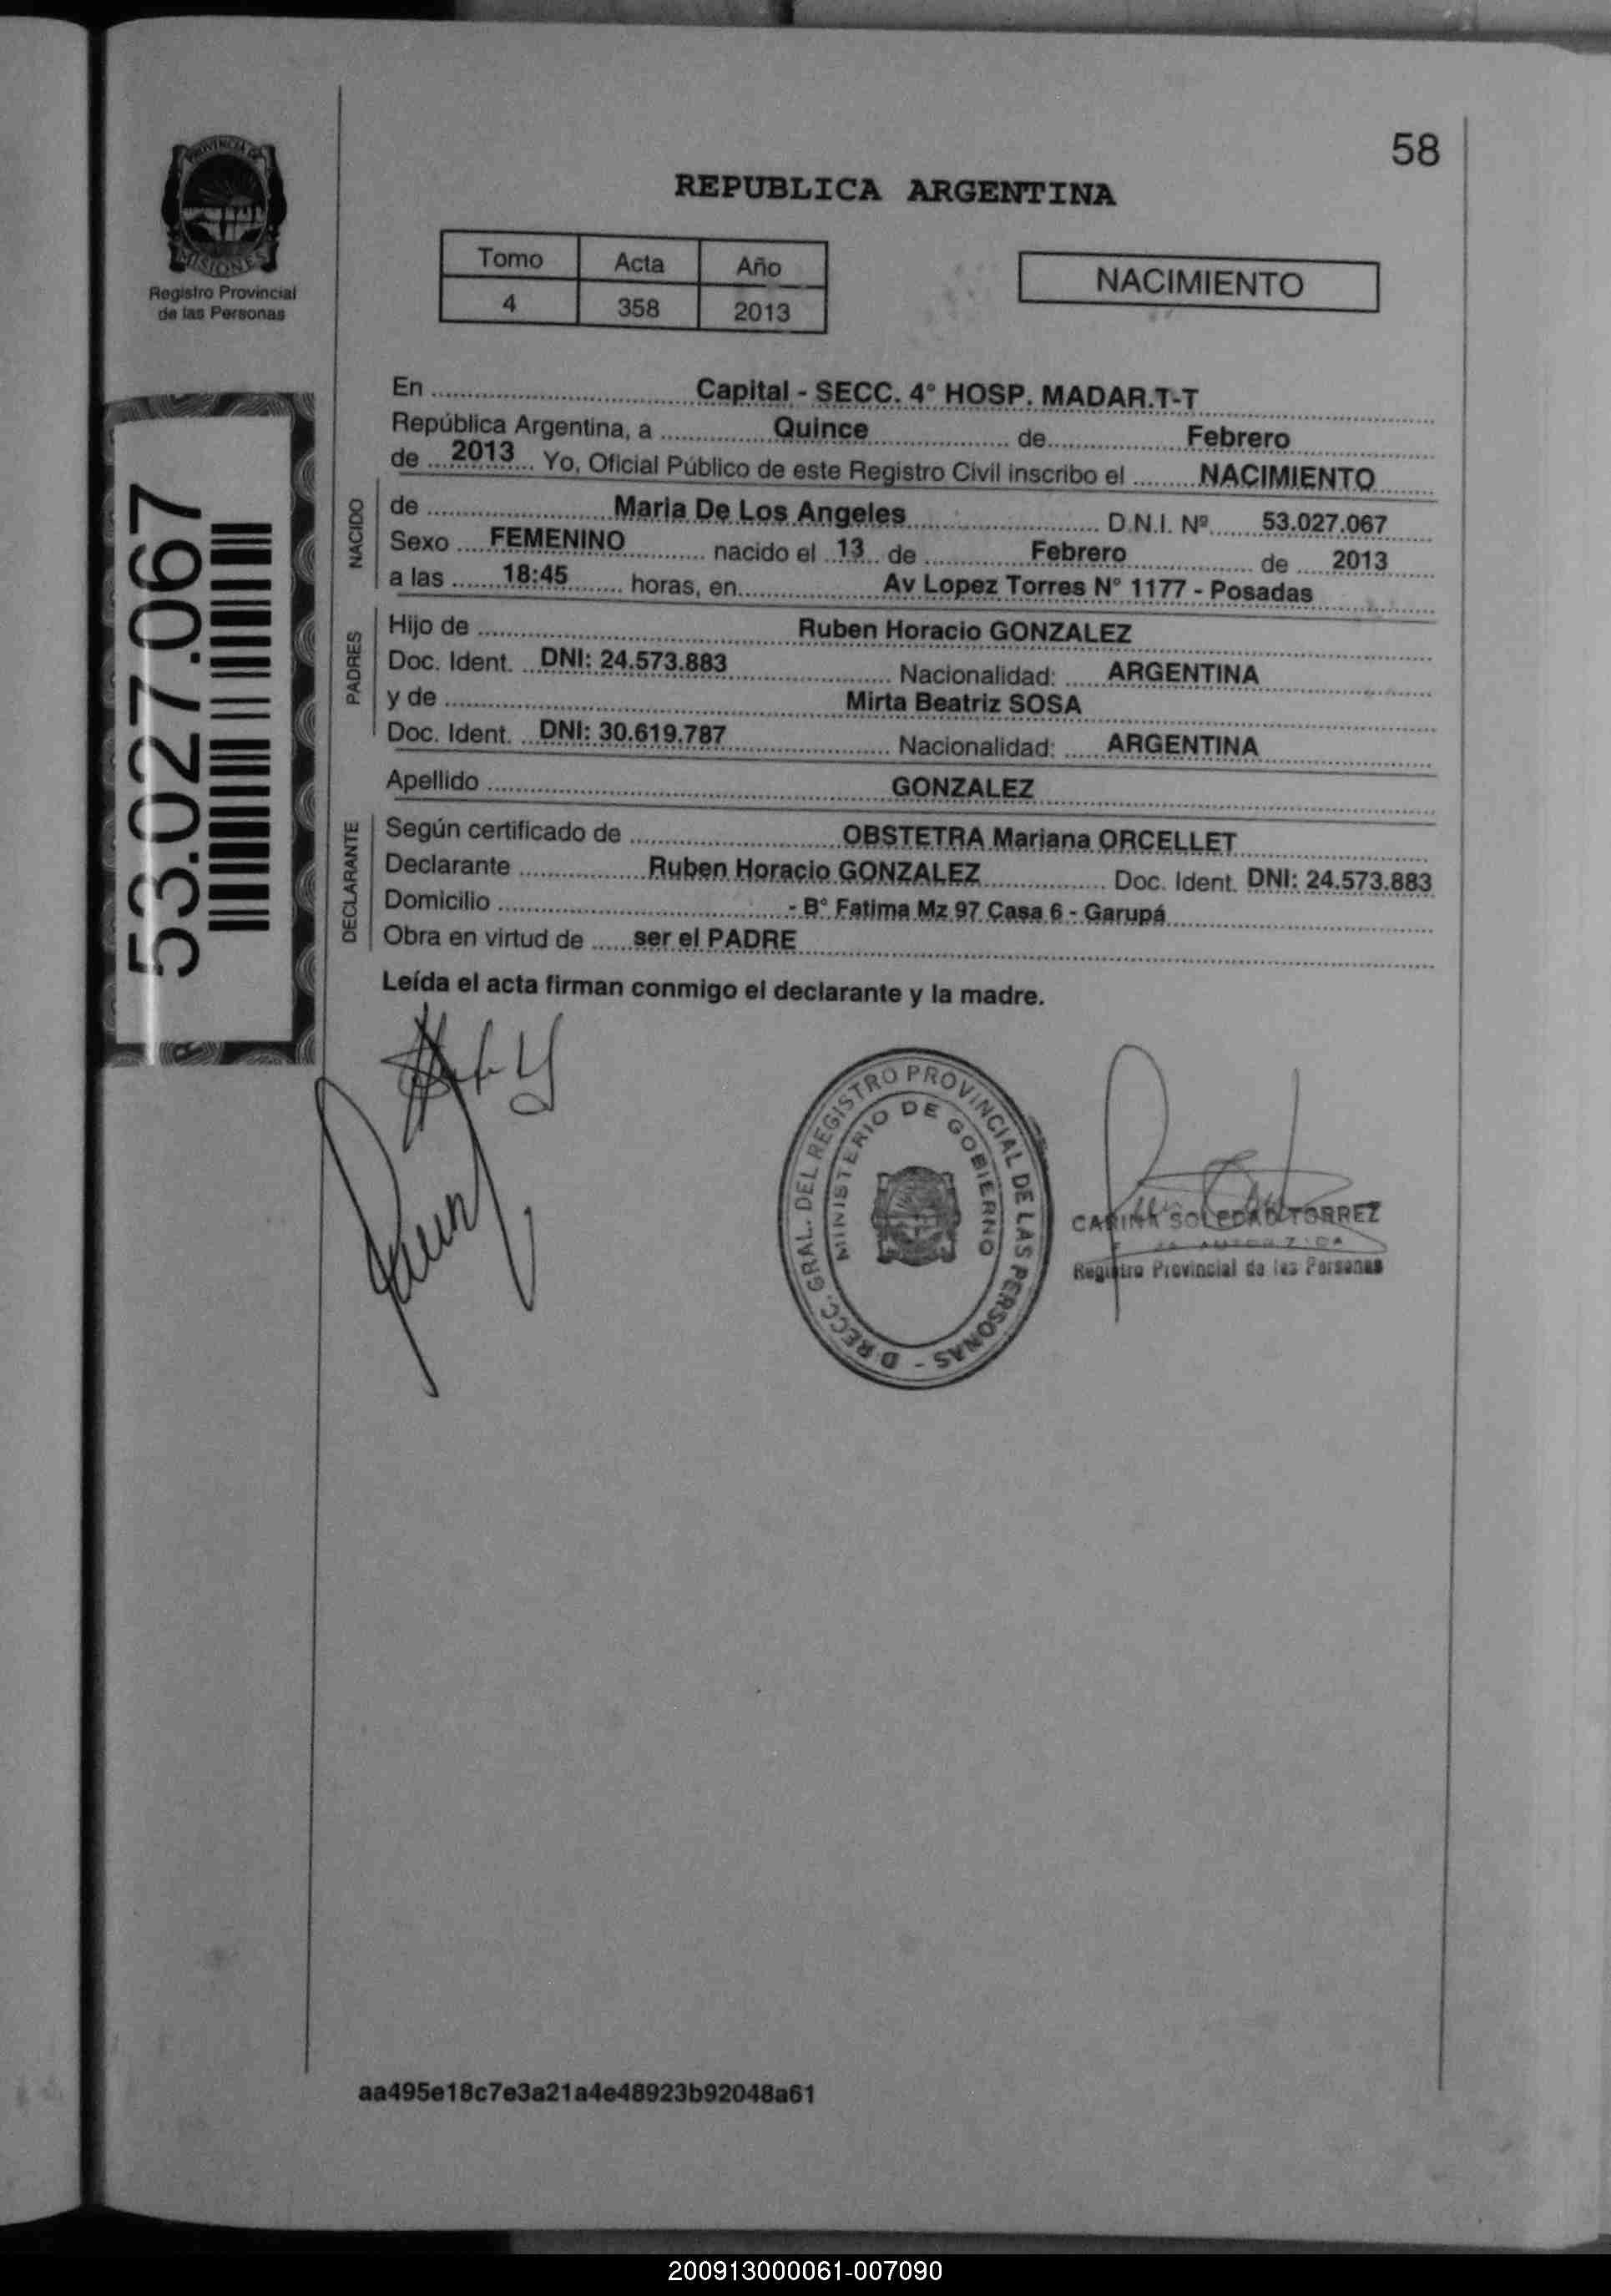 58
PROVINCIA DE
MISIONES
Registro Provincial
de las Personas
REPUBLICA ARGENTINA
Tomo Acta Año
4 358 2013
NACIMIENTO
53.027.067
En Capital - SECC. 4° HOSP. MADAR.T-T
República Argentina, a Quince de Febrero
de 2013 Yo, Oficial Público de este Registro Civil inscribo el NACIMIENTO
NACIDO
de Maria De Los Angeles D.N.I. Nº 53.027.067
Sexo FEMENINO nacido el 13 de Febrero de 2013
a las 18:45 horas, en Av Lopez Torres N° 1177 - Posadas
PADRES
Hijo de Ruben Horacio GONZALEZ
Doc. Ident. DNI: 24.573.883 Nacionalidad: ARGENTINA
y de Mirta Beatriz SOSA
Doc. Ident. DNI: 30.619.787 Nacionalidad: ARGENTINA
Apellido GONZALEZ
DECLARANTE
Según certificado de OBSTETRA Mariana ORCELLET
Declarante Ruben Horacio GONZALEZ Doc. Ident. DNI: 24.573.883
Domicilio - B° Fatima Mz 97 Casa 6 - Garupá
Obra en virtud de ser el PADRE
Leída el acta firman conmigo el declarante y la madre.
D RECC. GRAL. DEL REGISTRO PROVINCIAL DE LAS PERSONAS -
MINISTERIO DE GOBIERNO
CARINA SOLEDAD TORREZ
Registro Provincial de las Personas
aa495e18c7e3a21a4e48923b92048a61
200913000061-007090